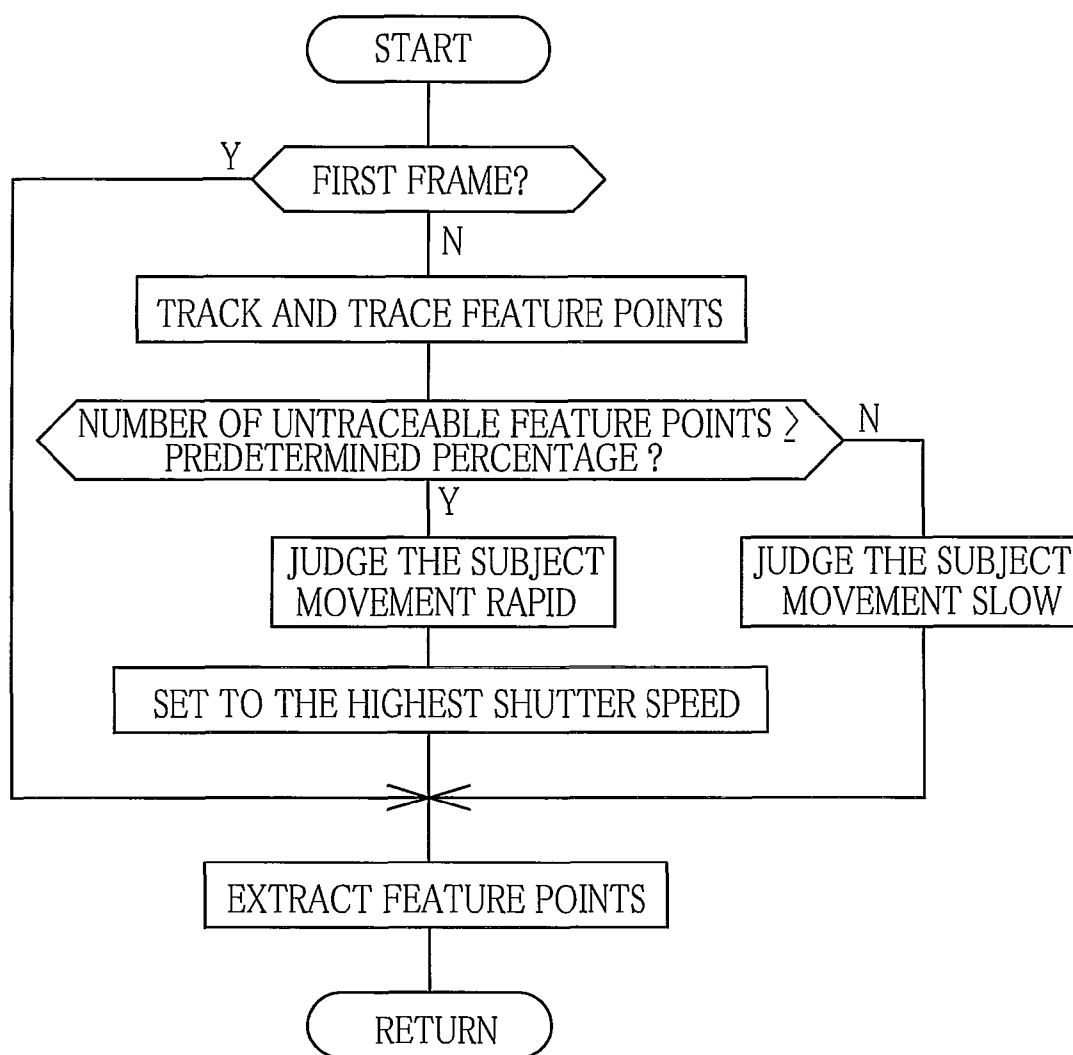 START
Y
FIRST FRAME?
N
TRACK AND TRACE FEATURE POINTS
NUMBER OF UNTRACEABLE FEATURE POINTS ≥
PREDETERMINED PERCENTAGE ?
N
Y
JUDGE THE SUBJECT
MOVEMENT RAPID
JUDGE THE SUBJECT
MOVEMENT SLOW
SET TO THE HIGHEST SHUTTER SPEED
EXTRACT FEATURE POINTS
RETURN